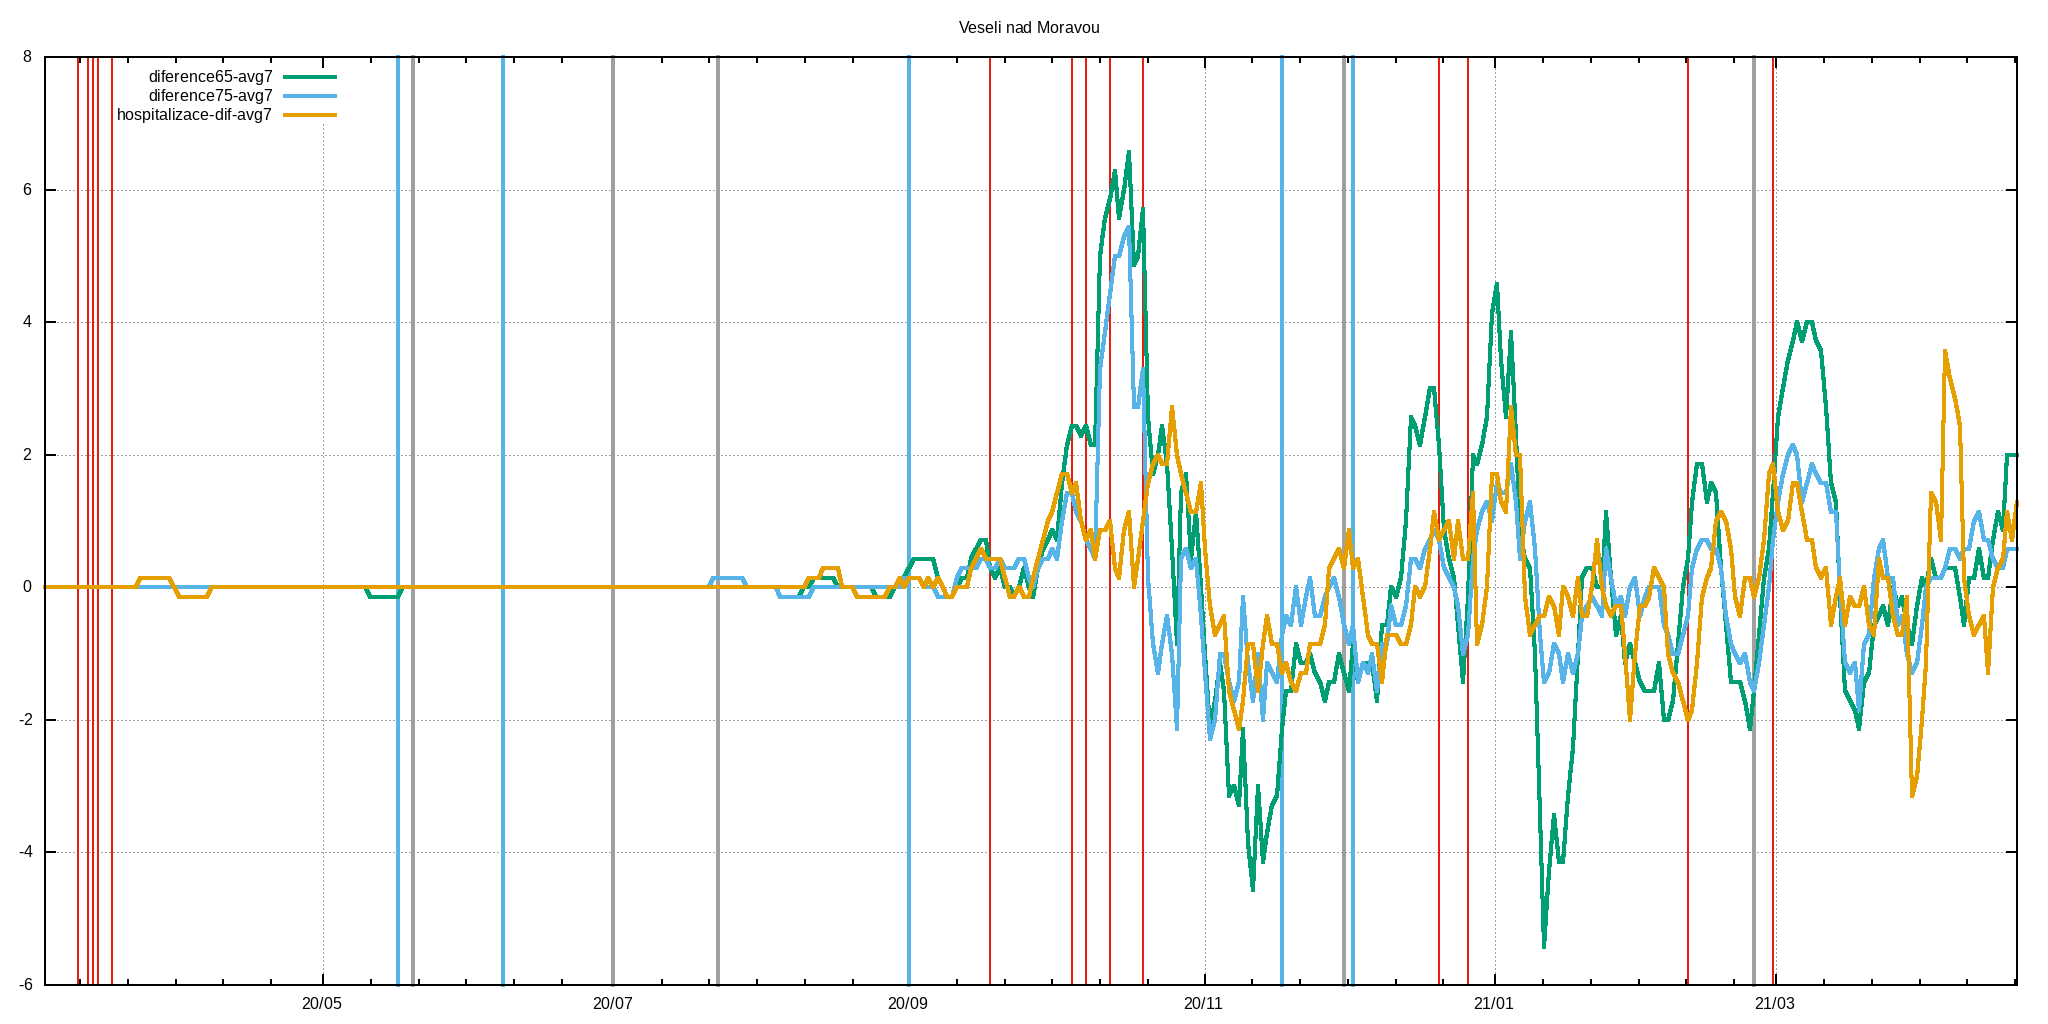 Veseli nad Moravou
8
diference65-avg7
diference75-avg7
hospitalizace-dif-avg7
6
4
2
0
-2
-4
-6
20/05 20/07 20/09 20/11 21/01 21/03